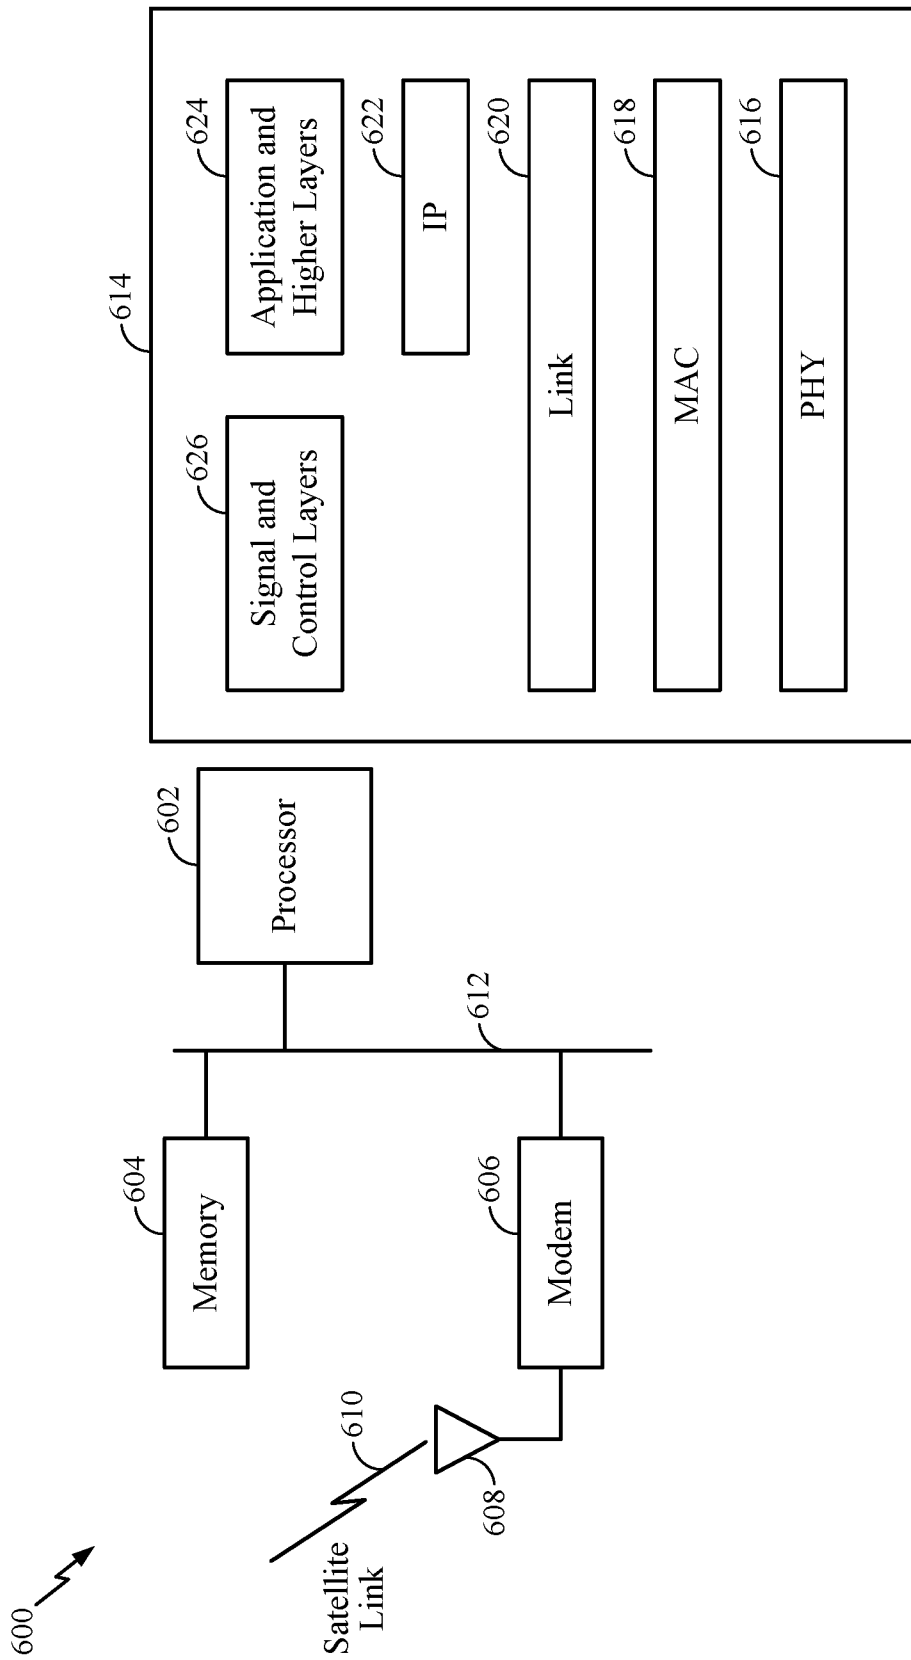 600
Satellite
Link
610
608
604
Memory
606
Modem
612
602
Processor
614
626
Signal and
Control Layers
624
Application and
Higher Layers
622
IP
620
Link
618
MAC
616
PHY